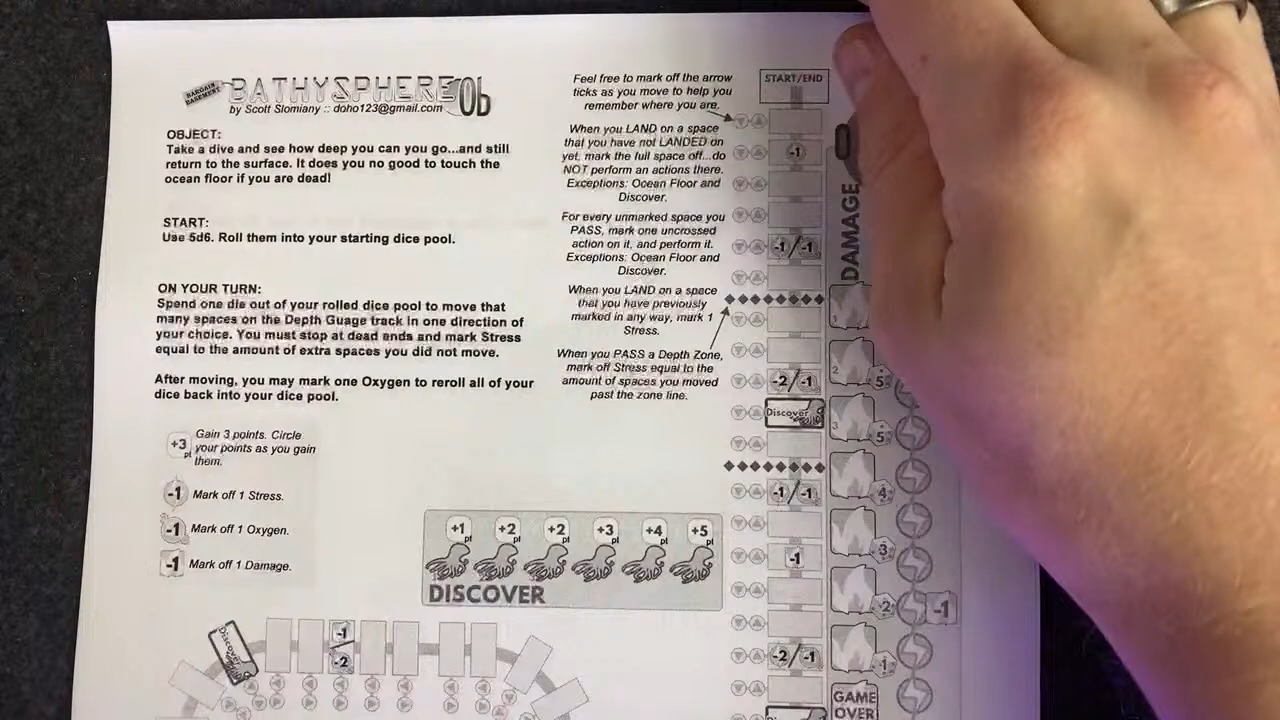 BARGAIN
BASEMENT
BATHYSPHERE 0b
by Scott Slomiany :: doho123@gmail.com
OBJECT:
Take a dive and see how deep you can you go...and still
return to the surface. It does you no good to touch the
ocean floor if you are dead!
START:
Use 5d6. Roll them into your starting dice pool.
ON YOUR TURN:
Spend one die out of your rolled dice pool to move that
many spaces on the Depth Guage track in one direction of
your choice. You must stop at dead ends and mark Stress
equal to the amount of extra spaces you did not move.
After moving, you may mark one Oxygen to reroll all of your
dice back into your dice pool.
+3 pt
Gain 3 points. Circle
your points as you gain
them.
-1 Mark off 1 Stress.
-1 Mark off 1 Oxygen.
-1 Mark off 1 Damage.
Feel free to mark off the arrow
ticks as you move to help you
remember where you are.
When you LAND on a space
that you have not LANDED on
yet, mark the full space off...do
NOT perform an actions there.
Exceptions: Ocean Floor and
Discover.
For every unmarked space you
PASS, mark one uncrossed
action on it, and perform it.
Exceptions: Ocean Floor and
Discover.
When you LAND on a space
that you have previously
marked in any way, mark 1
Stress.
When you PASS a Depth Zone,
mark off Stress equal to the
amount of spaces you moved
past the zone line.
+1 pt +2 pt +2 pt +3 pt +4 pt +5 pt
DISCOVER
Discover
-1
-2
START/END
-1
-1/-1
-2/-1
Discover
-1/-1
-1
-2/-1
DAMAGE
1
2
5
3
5
4
3
2
-1
1
GAME
OVER